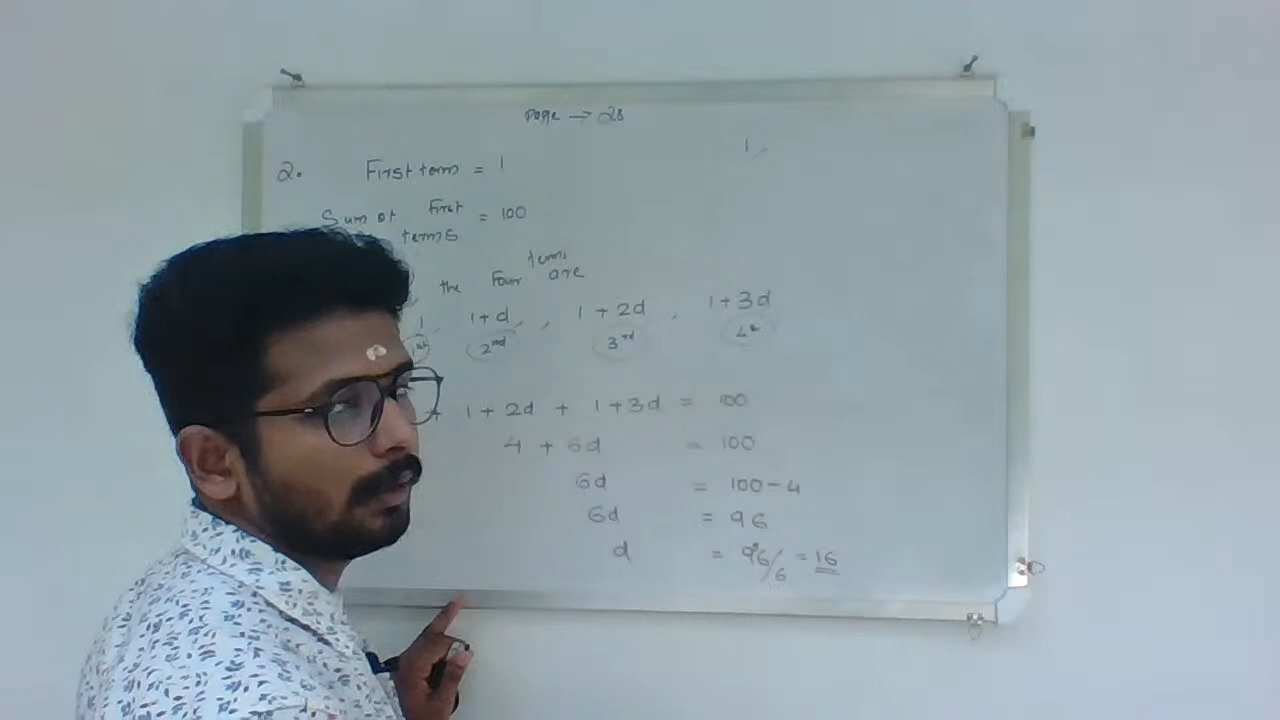 Page → 28
1,
2. First term = 1
Sum of First = 100
terms
the Four terms are
1, 1+d, , 1+2d , 1+3d
1st 2nd 3rd 4th
+ 1+2d + 1+3d = 100
4 + 6d = 100
6d = 100-4
6d = 96
d = 96/6 = 16